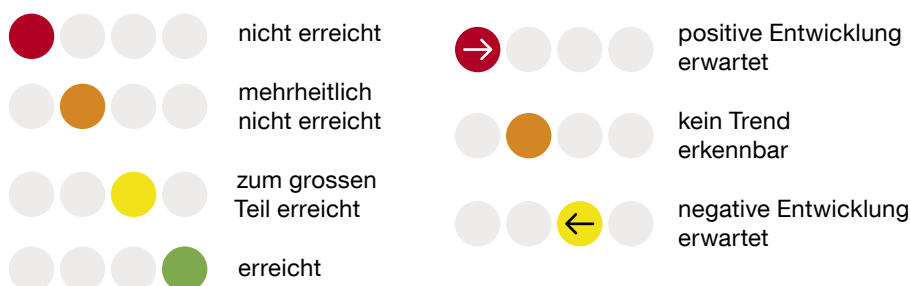 nicht erreicht
mehrheitlich
nicht erreicht
zum grossen
Teil erreicht
erreicht
positive Entwicklung
erwartet
kein Trend
erkennbar
negative Entwicklung
erwartet